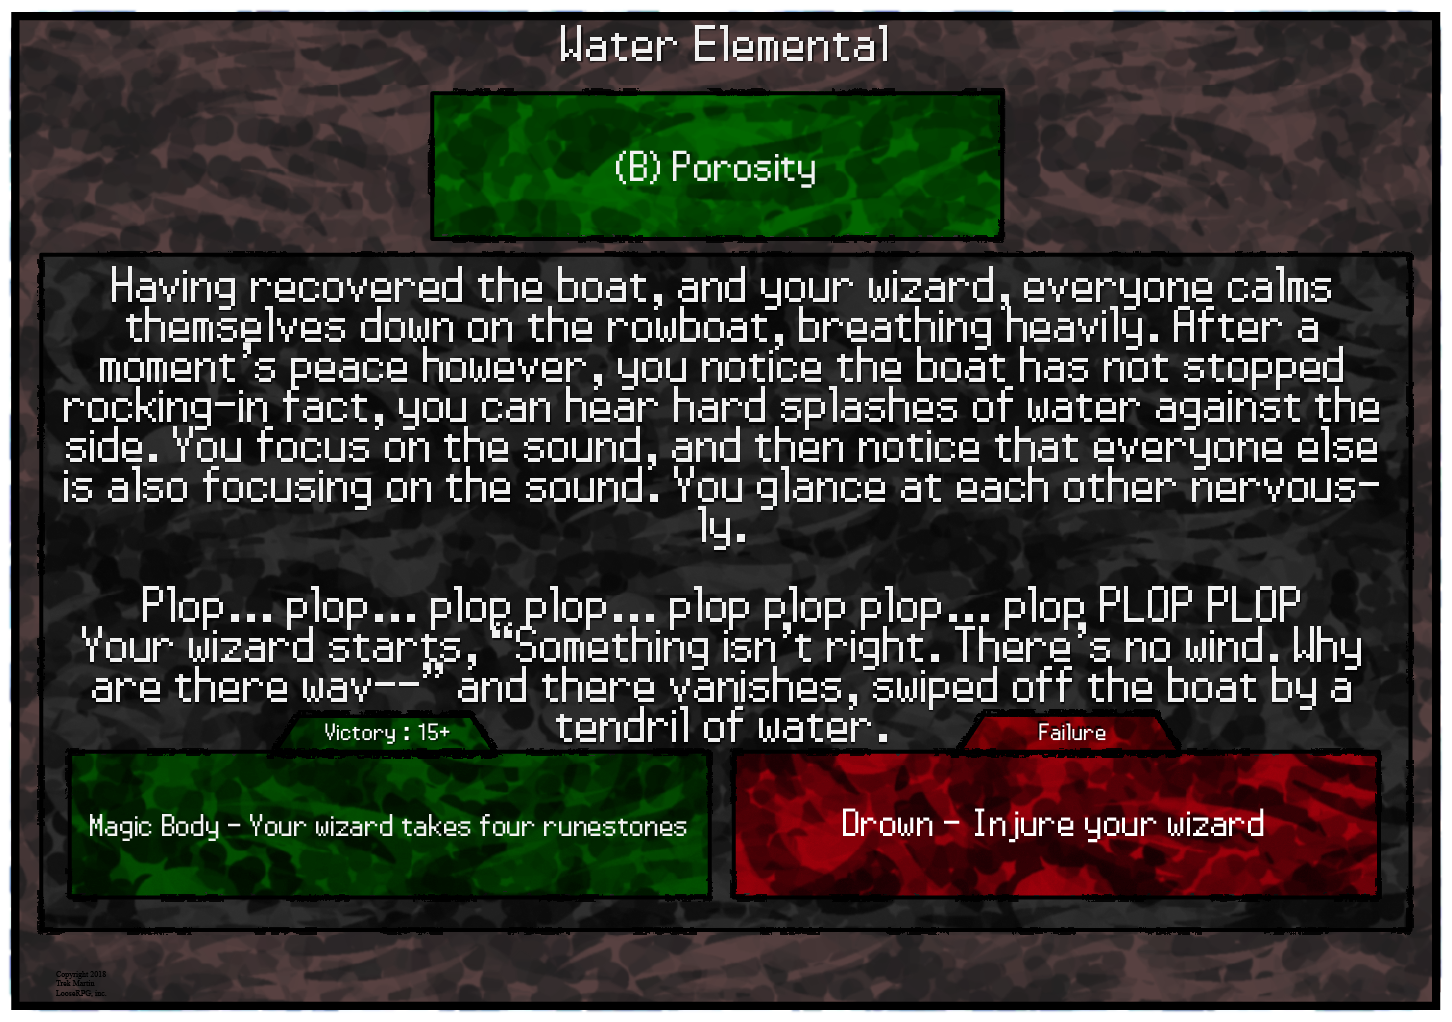 Water Elemental
(B) Porosity
Having recovered the boat, and your wizard, everyone calms
themselves down on the rowboat, breathing heavily. After a
moment's peace however, you notice the boat has not stopped
rocking-in fact, you can hear hard splashes of water against the
side. You focus on the sound, and then notice that everyone else
is also focusing on the sound. You glance at each other nervous-
ly.
Plop... plop... plop plop... plop plop plop... plop PLOP PLOP
Your wizard starts, “Something isn't right. There's no wind. Why
are there wav--” and there vanishes, swiped off the boat by a
tendril of water.
Victory : 15+
Failure
Magic Body - Your wizard takes four runestones
Drown - Injure your wizard
Copyright 2018
Trek Martin
LooseRPG, inc.